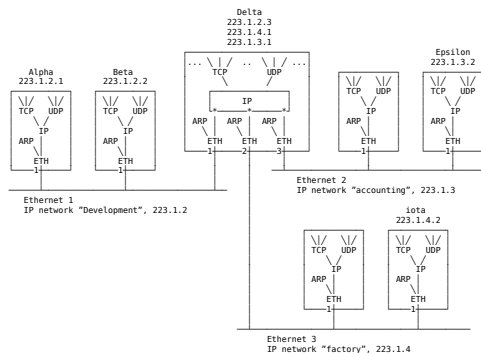 Delta
223.1.2.3
223.1.4.1
223.1.3.1
... \|/ .. \|/ ...
TCP UDP
IP
* * *
ARP ARP ARP
ETH ETH ETH
1 2 3
Alpha
223.1.2.1
\|/ \|/
TCP UDP
IP
ARP
ETH
1
Beta
223.1.2.2
\|/ \|/
TCP UDP
IP
ARP
ETH
1
\|/ \|/
TCP UDP
IP
ARP
ETH
1
Epsilon
223.1.3.2
\|/ \|/
TCP UDP
IP
ARP
ETH
1
Ethernet 1
IP network "Development", 223.1.2
Ethernet 2
IP network "accounting", 223.1.3
\|/ \|/
TCP UDP
IP
ARP
ETH
1
iota
223.1.4.2
\|/ \|/
TCP UDP
IP
ARP
ETH
1
Ethernet 3
IP network "factory", 223.1.4